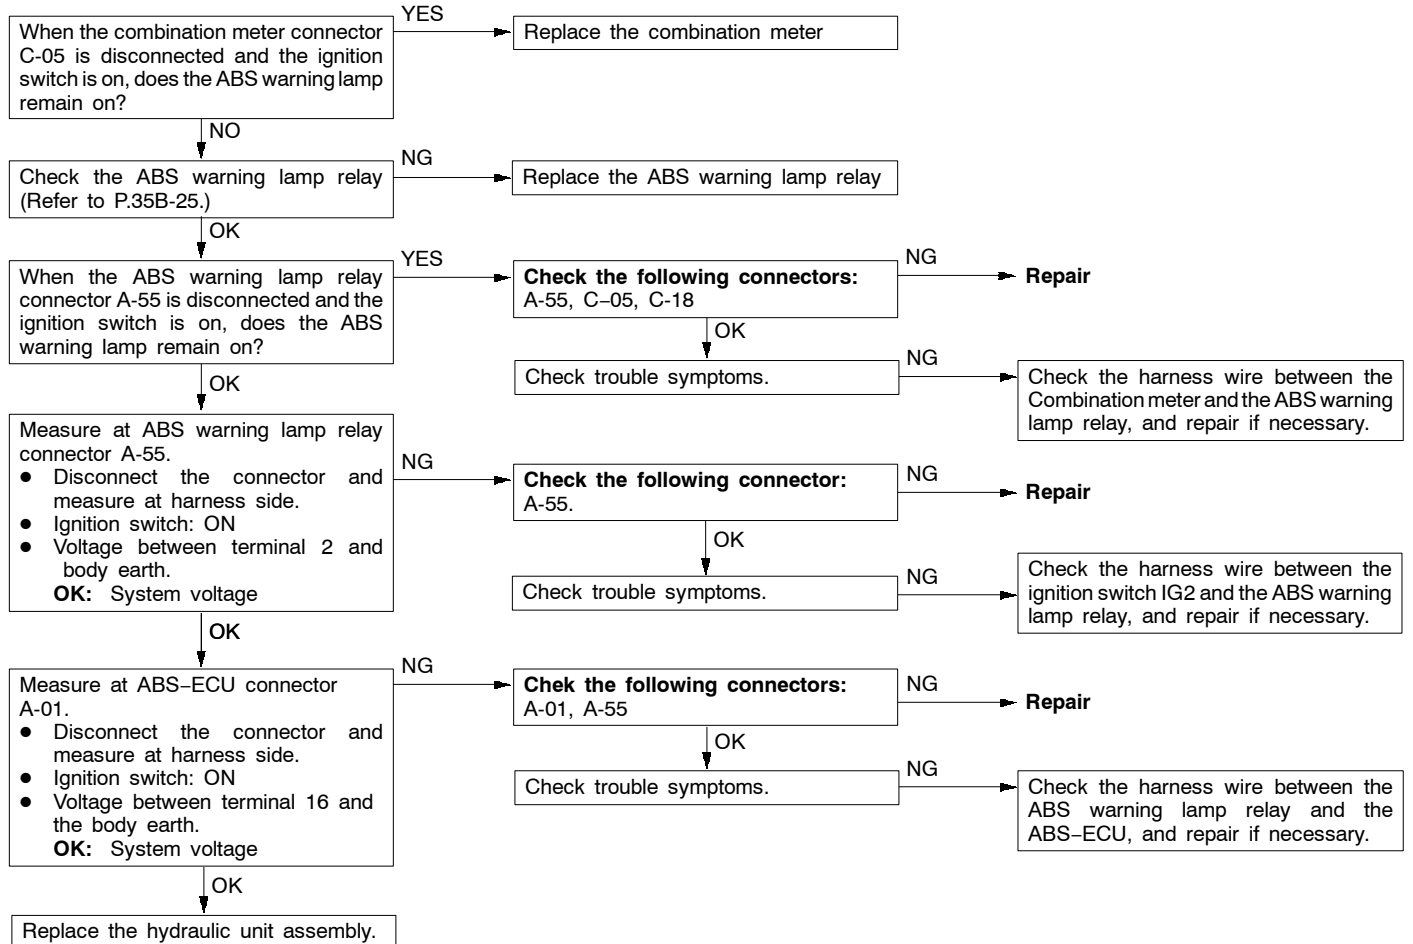 When the combination meter connector
C-05 is disconnected and the ignition
switch is on, does the ABS warning lamp
remain on?
YES
Replace the combination meter
NO
Check the ABS warning lamp relay
(Refer to P.35B-25.)
NG
Replace the ABS warning lamp relay
OK
When the ABS warning lamp relay
connector A-55 is disconnected and the
ignition switch is on, does the ABS
warning lamp remain on?
YES
Check the following connectors:
A-55, C–05, C-18
NG
Repair
OK
Check trouble symptoms.
NG
Check the harness wire between the
Combination meter and the ABS warning
lamp relay, and repair if necessary.
OK
Measure at ABS warning lamp relay
connector A-55.
● Disconnect the connector and
measure at harness side.
● Ignition switch: ON
● Voltage between terminal 2 and
body earth.
OK: System voltage
NG
Check the following connector:
A-55.
NG
Repair
OK
Check trouble symptoms.
NG
Check the harness wire between the
ignition switch IG2 and the ABS warning
lamp relay, and repair if necessary.
OK
Measure at ABS–ECU connector
A-01.
● Disconnect the connector and
measure at harness side.
● Ignition switch: ON
● Voltage between terminal 16 and
the body earth.
OK: System voltage
NG
Chek the following connectors:
A-01, A-55
NG
Repair
OK
Check trouble symptoms.
NG
Check the harness wire between the
ABS warning lamp relay and the
ABS–ECU, and repair if necessary.
OK
Replace the hydraulic unit assembly.